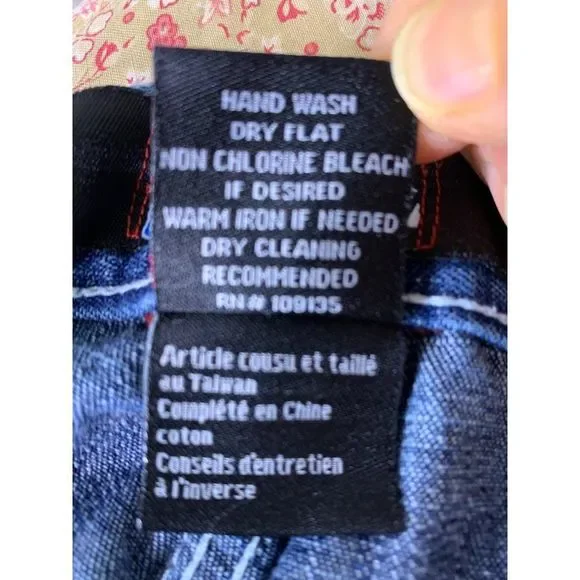 HAND WASH
DRY FLAT
NON CHLORINE BLEACH
IF DESIRED
WARM IRON IF NEEDED
DRY CLEANING
RECOMMENDED
RN# 109135
Article cousu et taillé
au Taiwan
Complété en Chine
coton
Conseils d'entretien
à l'inverse